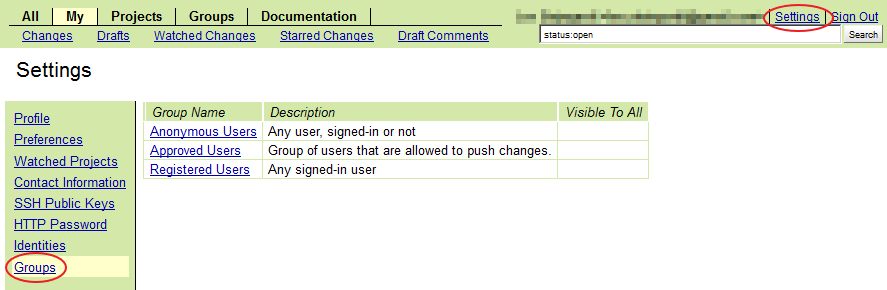 All My Projects Groups Documentation Settings Sign Out
Changes Drafts Watched Changes Starred Changes Draft Comments status:open Search
Settings
Profile
Preferences
Watched Projects
Contact Information
SSH Public Keys
HTTP Password
Identities
Groups
Group Name Description Visible To All
Anonymous Users Any user, signed-in or not
Approved Users Group of users that are allowed to push changes.
Registered Users Any signed-in user